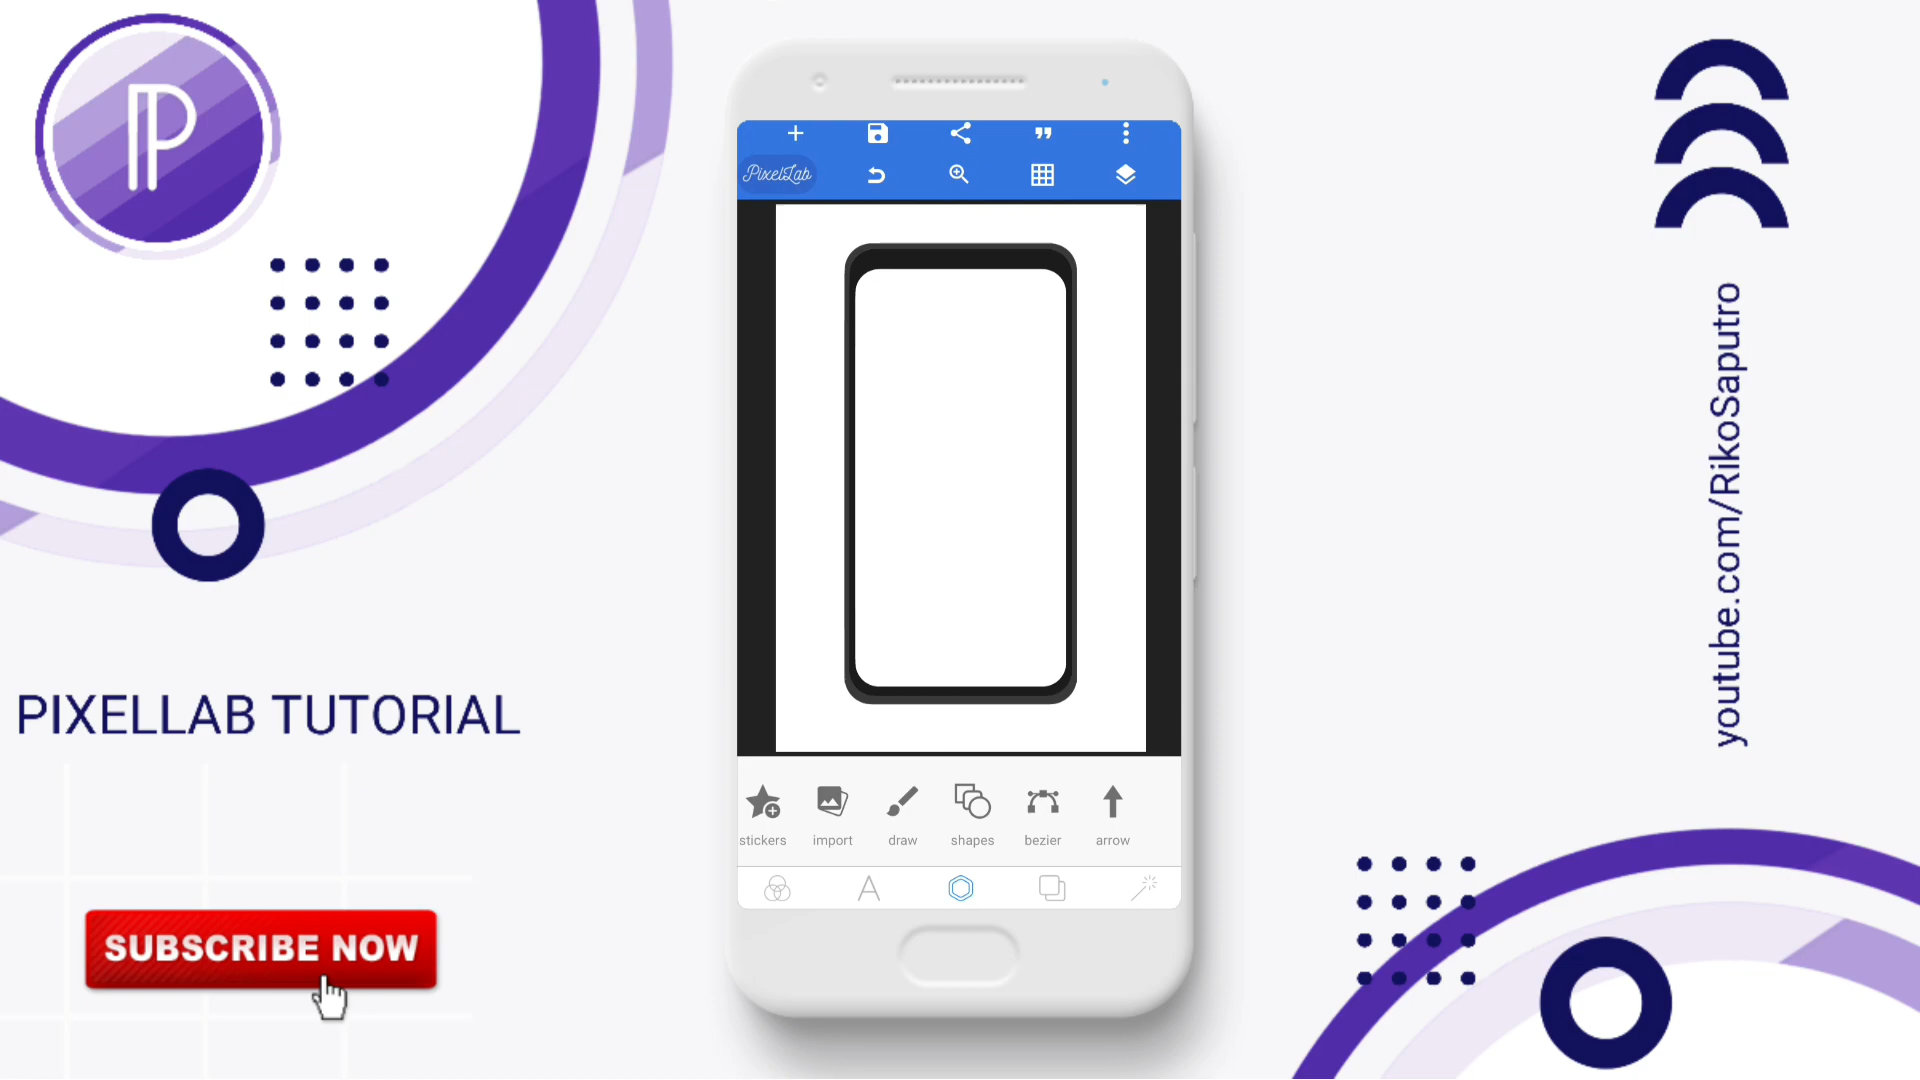 PixelLab
PIXELLAB TUTORIAL
SUBSCRIBE NOW
stickers
import
draw
shapes
bezier
arrow
youtube.com/RikoSaputro